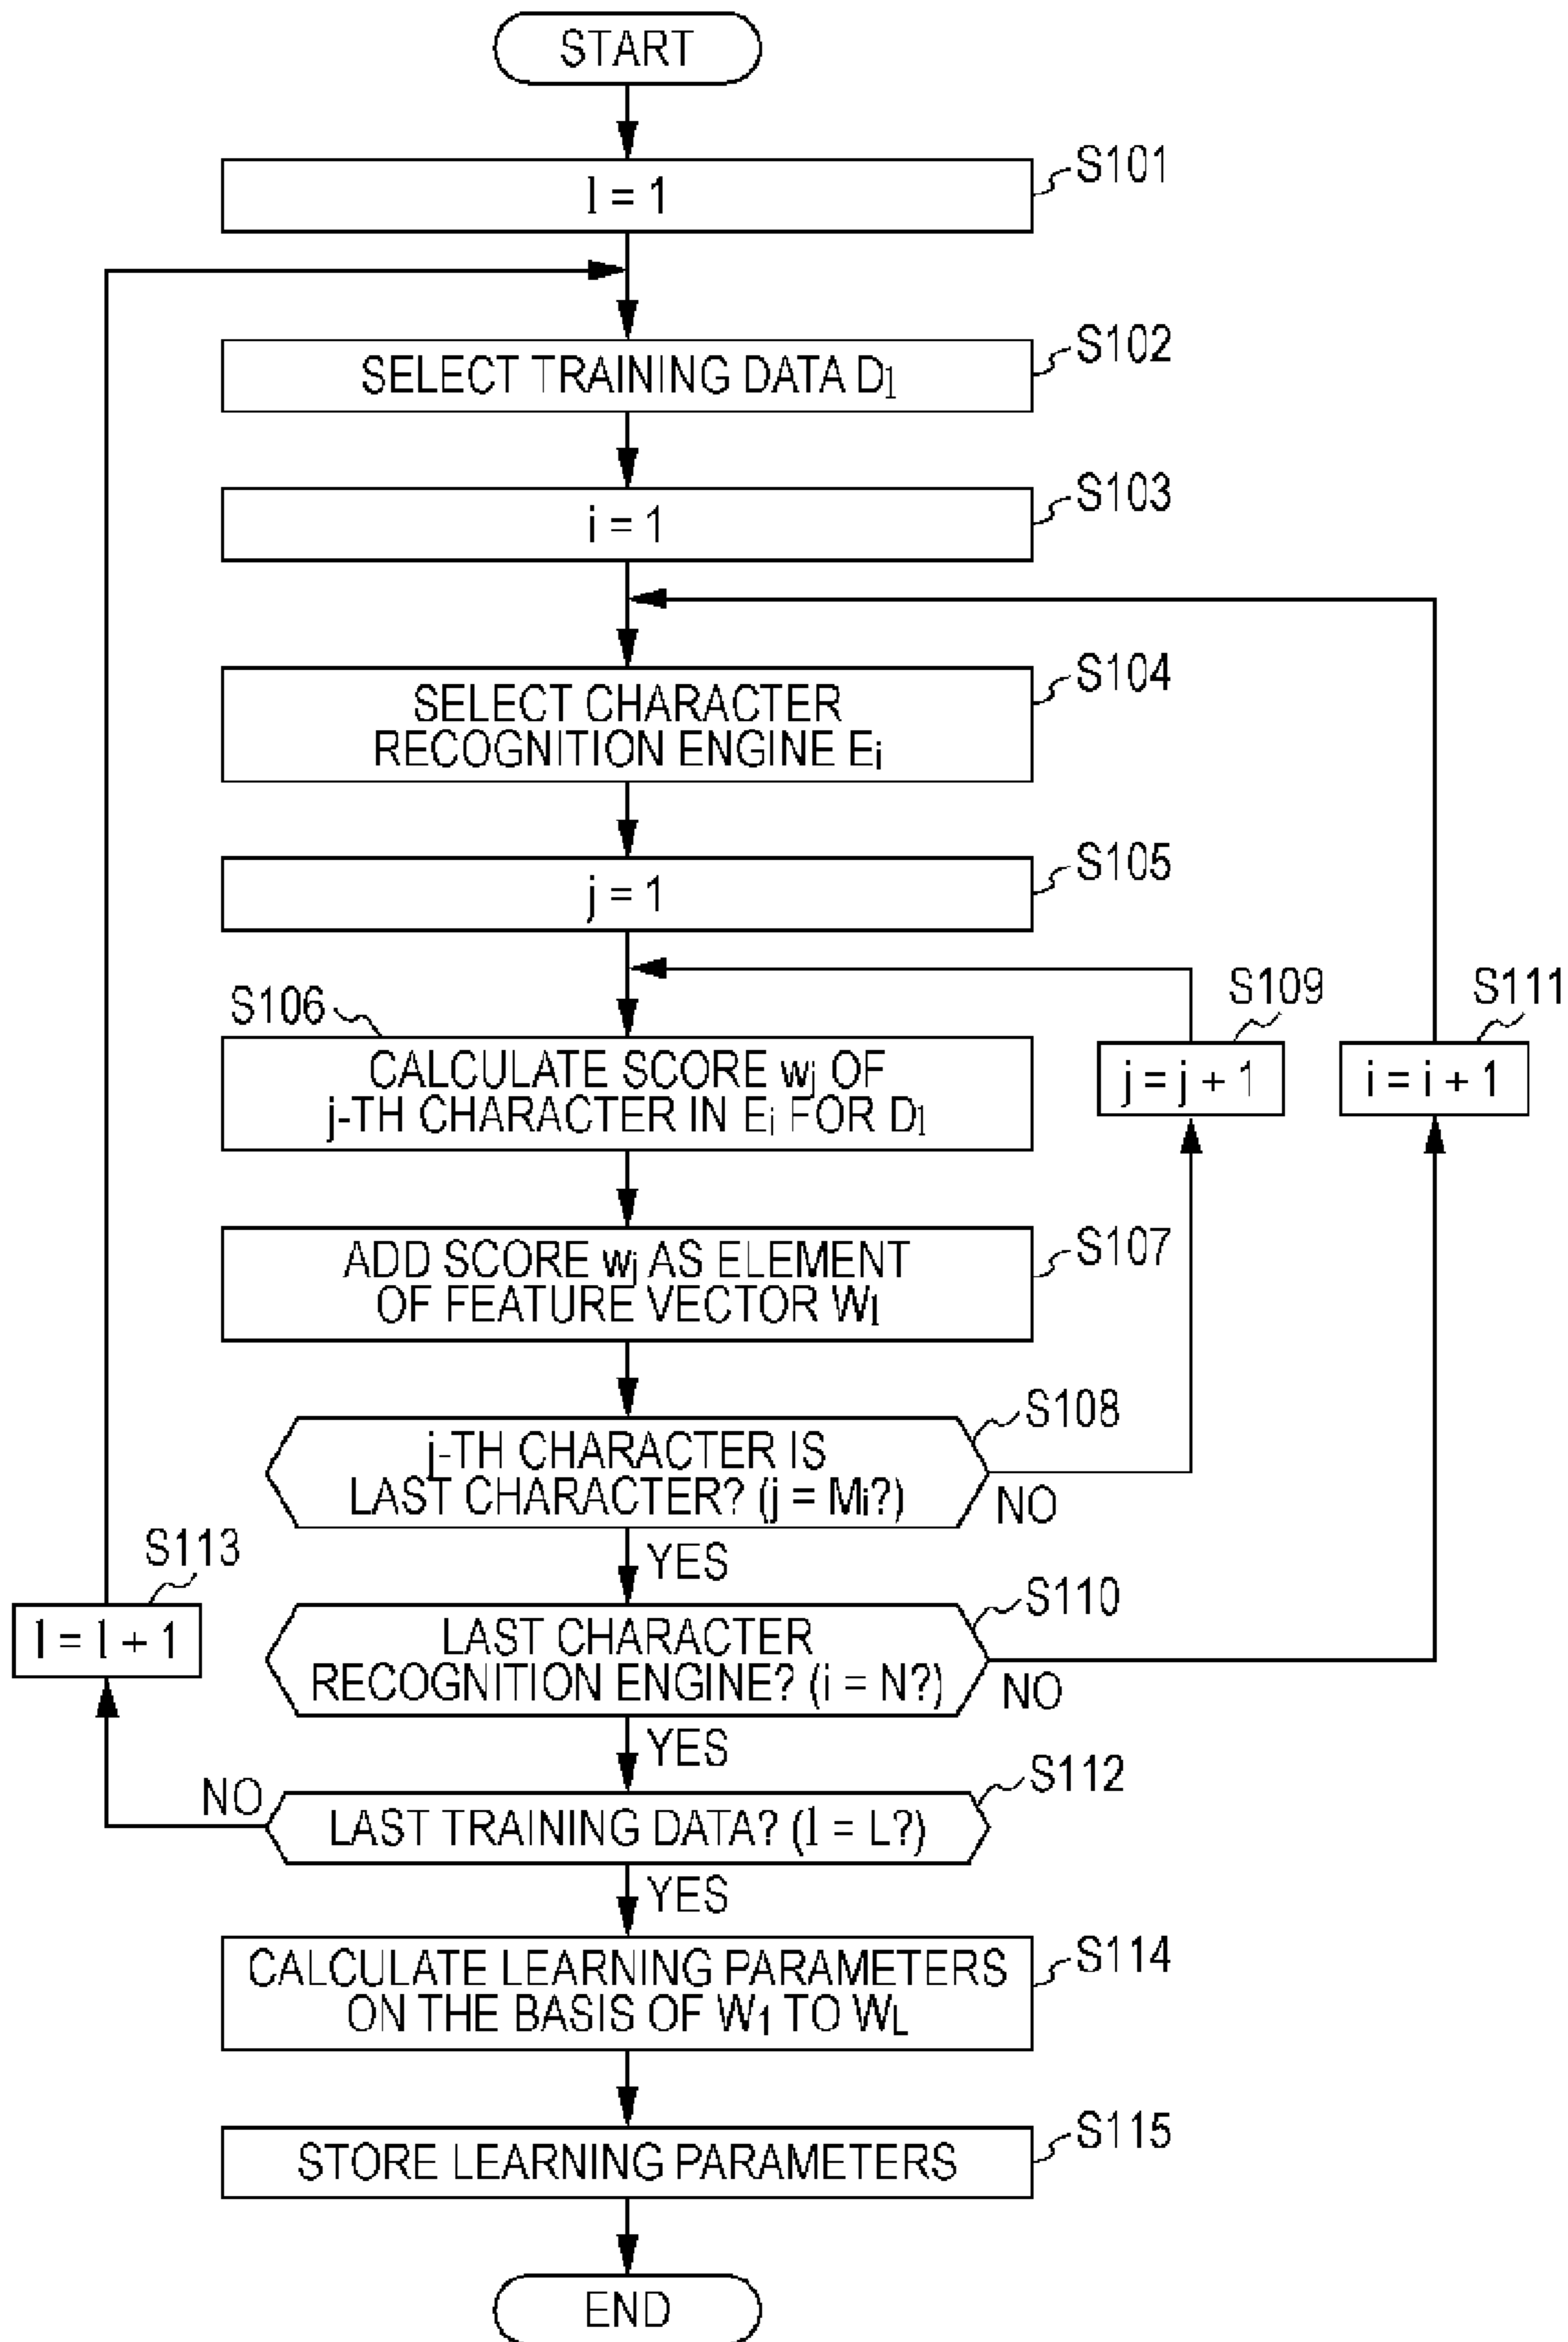 START
S101
l = 1
S102
SELECT TRAINING DATA Dl
S103
i = 1
S104
SELECT CHARACTER
RECOGNITION ENGINE Ei
S105
j = 1
S106
CALCULATE SCORE wj OF
j-TH CHARACTER IN Ei FOR Dl
S109
j = j + 1
S111
i = i + 1
S107
ADD SCORE wj AS ELEMENT
OF FEATURE VECTOR Wl
S108
j-TH CHARACTER IS
LAST CHARACTER? (j = Mi?)
NO
YES
S113
l = l + 1
S110
LAST CHARACTER
RECOGNITION ENGINE? (i = N?)
NO
YES
S112
NO
LAST TRAINING DATA? (l = L?)
YES
S114
CALCULATE LEARNING PARAMETERS
ON THE BASIS OF W1 TO WL
S115
STORE LEARNING PARAMETERS
END